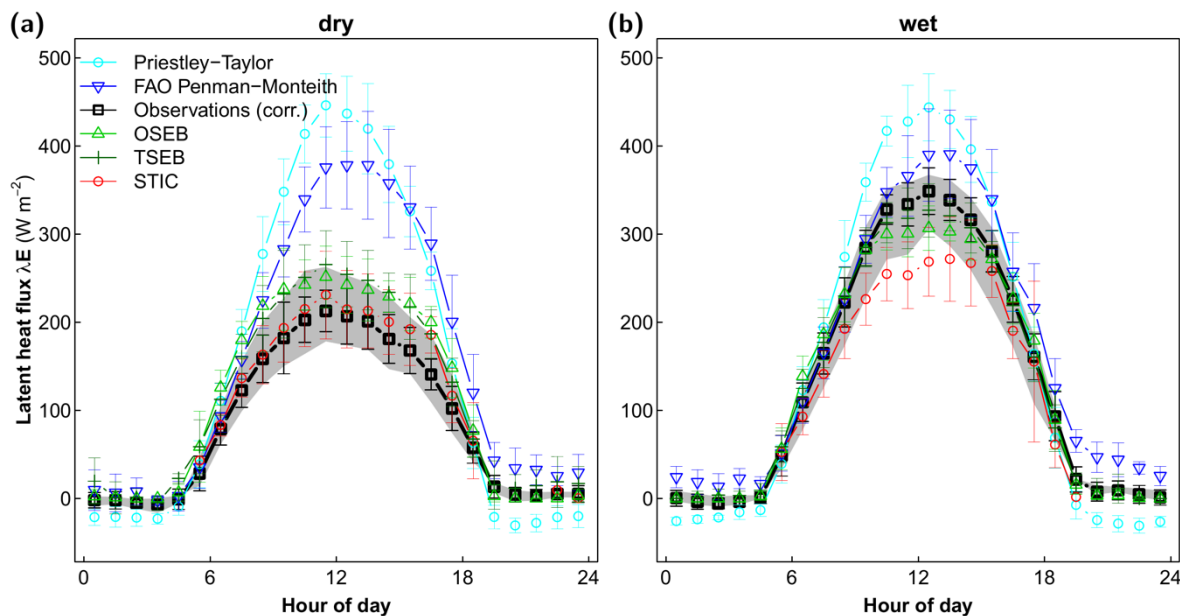 (a)
dry
(b)
wet
Latent heat flux λE (W m−2)
500
400
300
200
100
0
Priestley−Taylor
FAO Penman−Monteith
Observations (corr.)
OSEB
TSEB
STIC
0 6 12 18 24
Hour of day
500
400
300
200
100
0
0 6 12 18 24
Hour of day